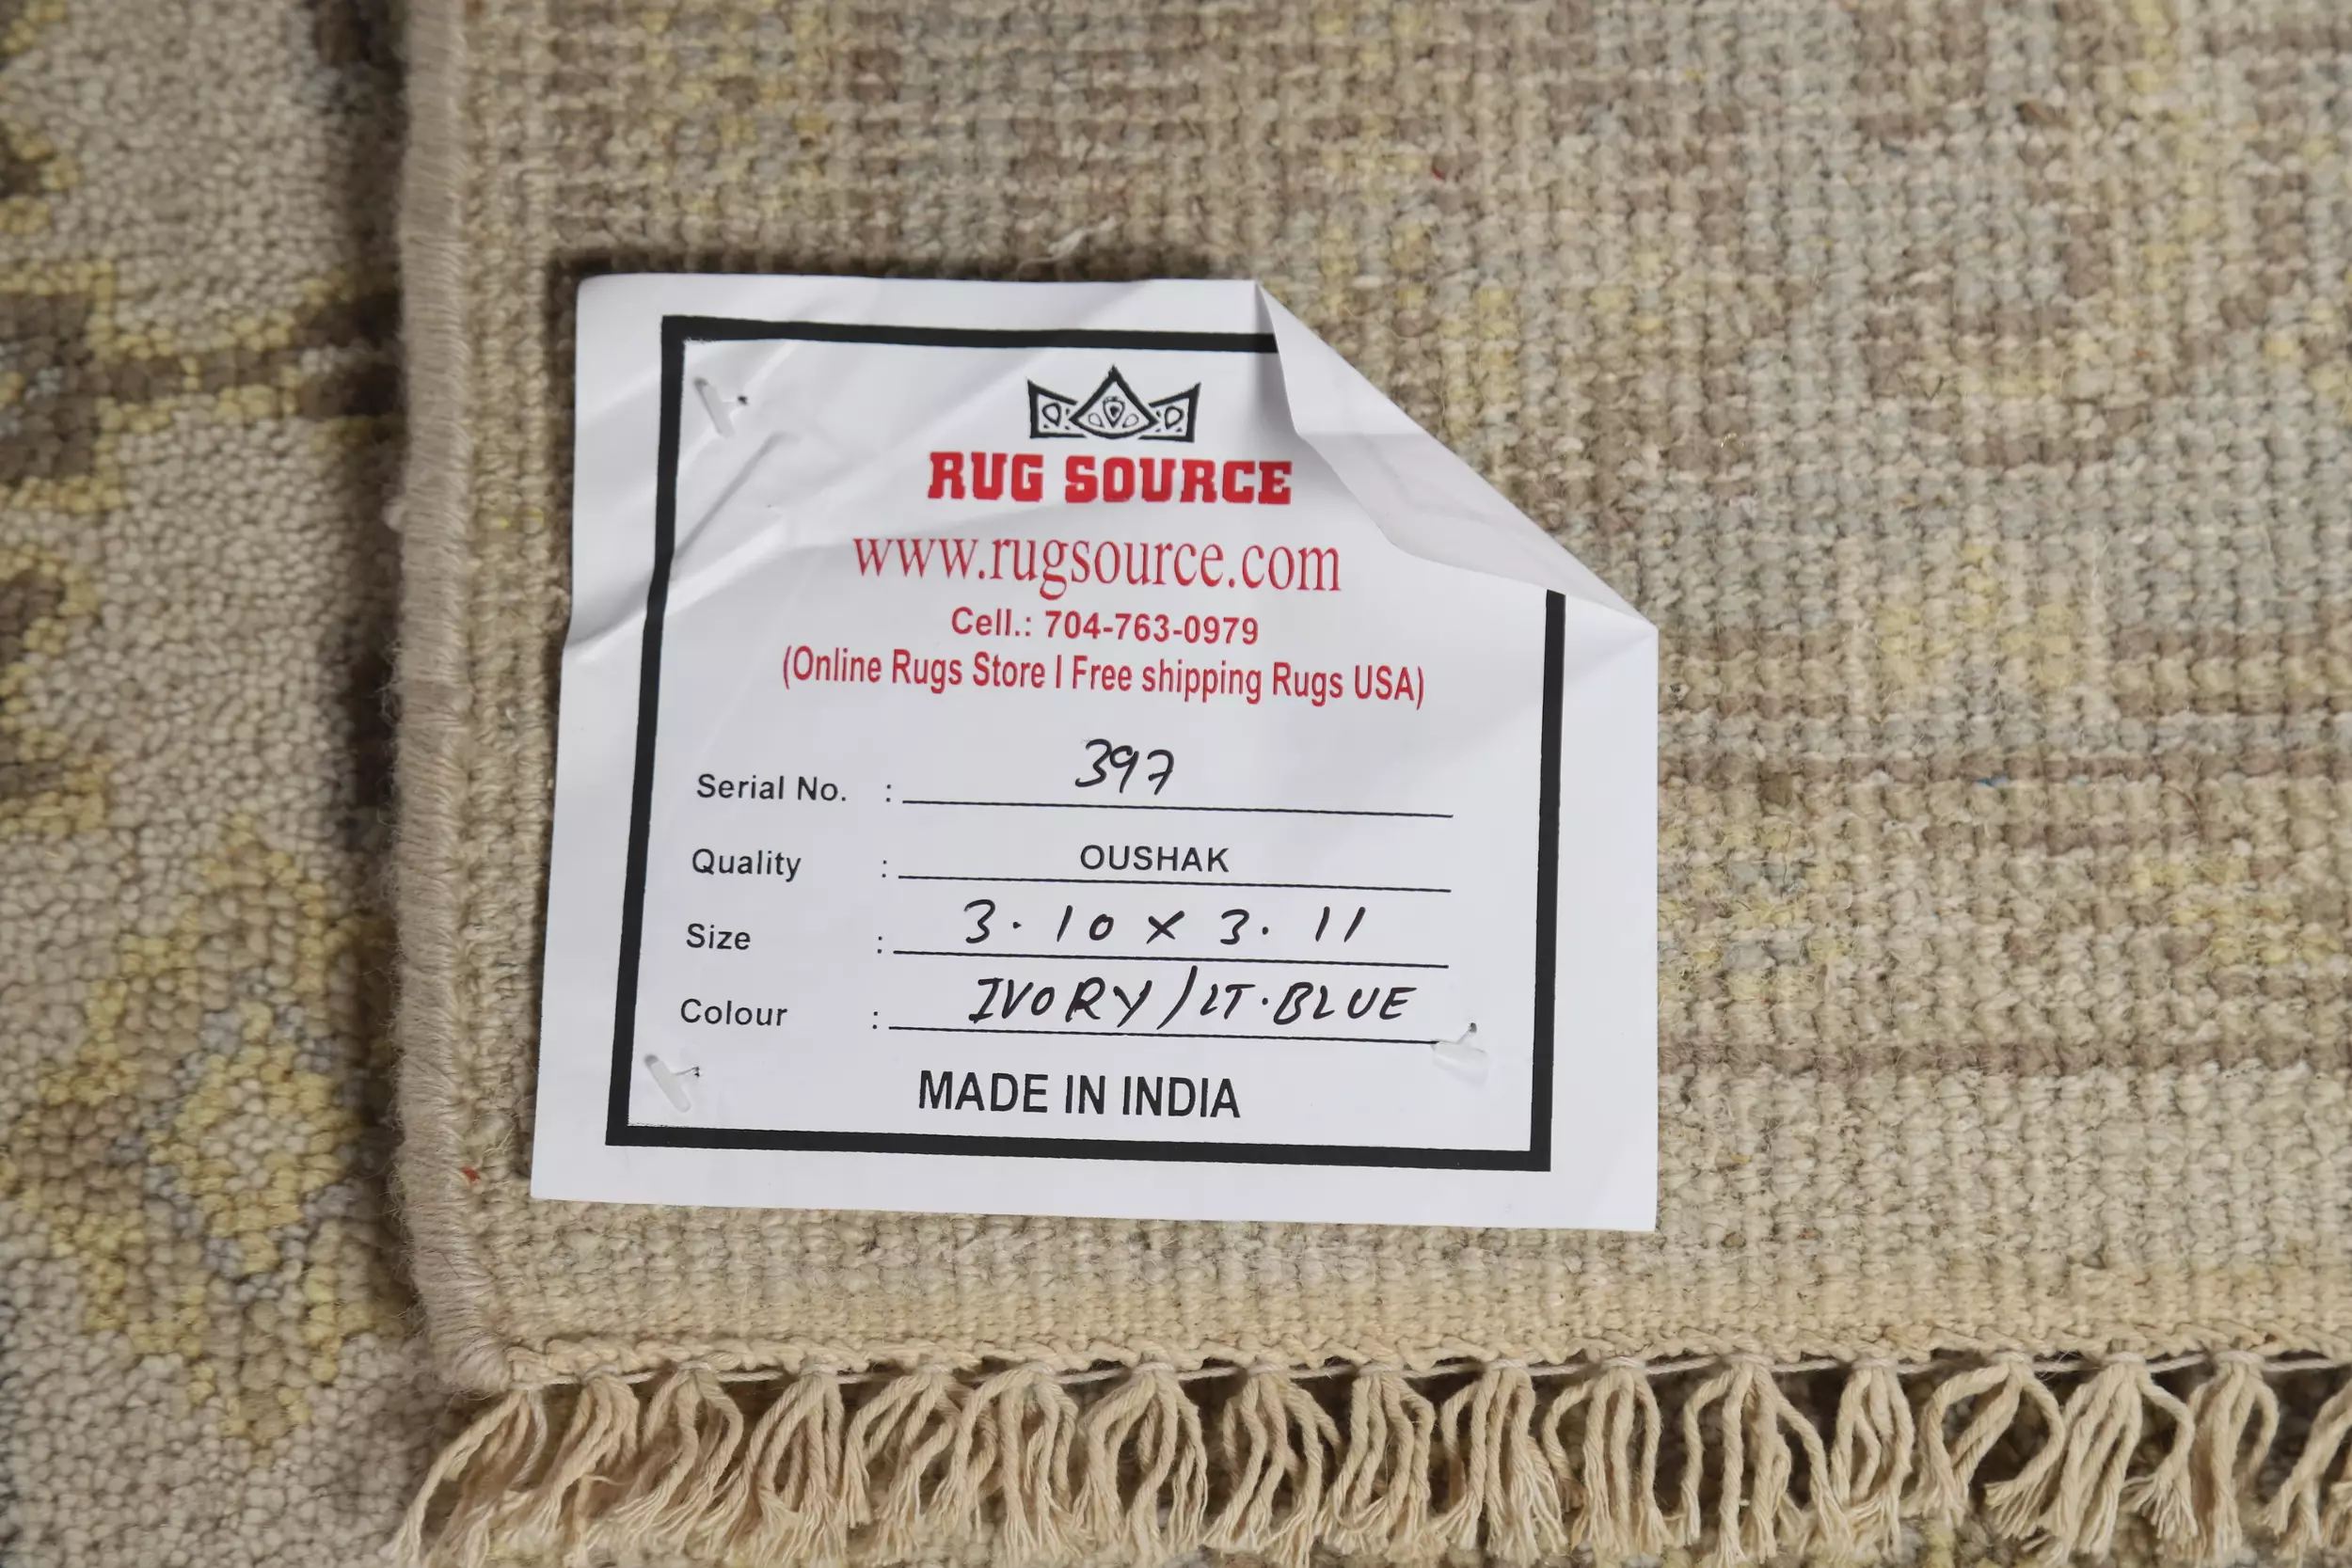 RUG SOURCE
www.rugsource.com
Cell.: 704-763-0979
(Online Rugs Store | Free shipping Rugs USA)
Serial No. : 397
Quality : OUSHAK
Size : 3.10 x 3.11
Colour : IVORY/LT.BLUE
MADE IN INDIA